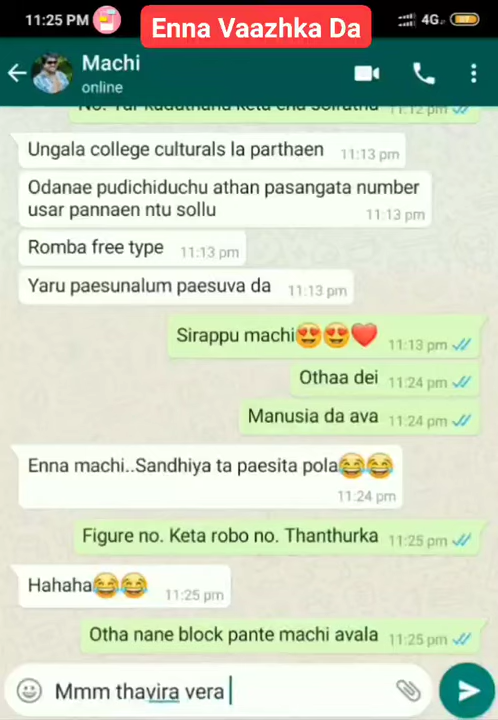 11:25 PM
Enna Vaazhka Da
4G
Machi
online
11:12 pm
Ungala college culturals la parthaen 11:13 pm
Odanae pudichiduchu athan pasangata number
usar pannaen ntu sollu 11:13 pm
Romba free type 11:13 pm
Yaru paesunalum paesuva da 11:13 pm
Sirappu machi😍😍❤️ 11:13 pm
Othaa dei 11:24 pm
Manusia da ava 11:24 pm
Enna machi..Sandhiya ta paesita pola😂😂
11:24 pm
Figure no. Keta robo no. Thanthurka 11:25 pm
Hahaha😂😂 11:25 pm
Otha nane block pante machi avala 11:25 pm
Mmm thavira vera